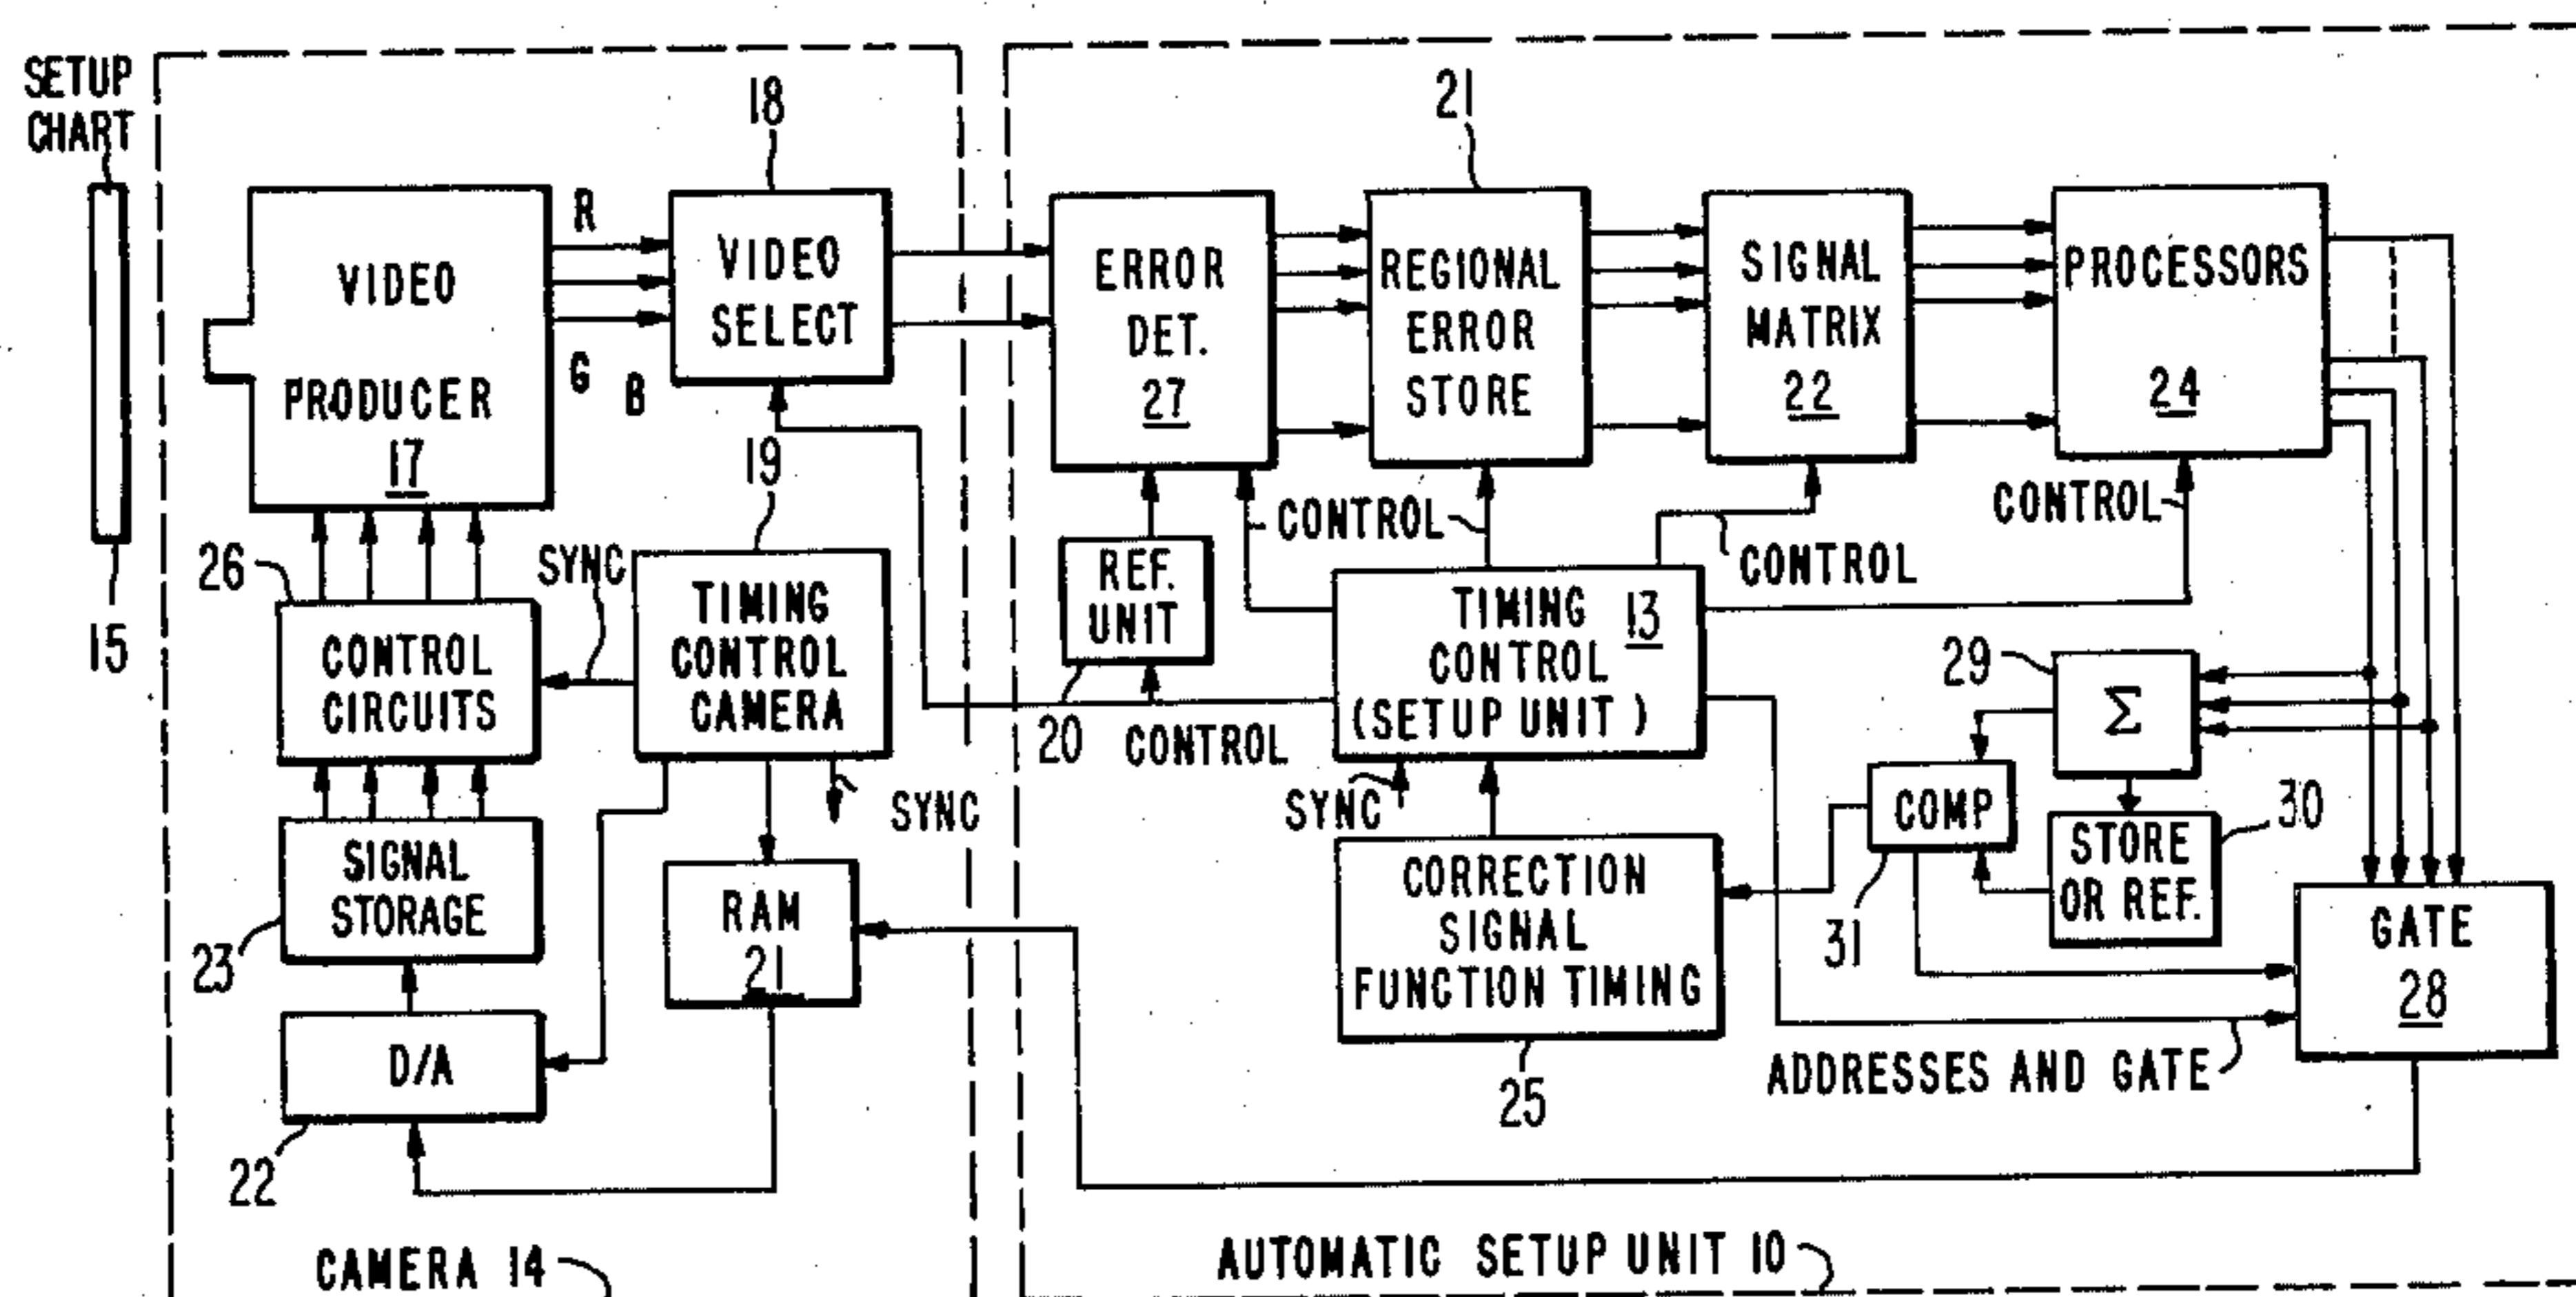 SETUP
CHART
15
18
21
VIDEO
PRODUCER
17
R
G
B
VIDEO
SELECT
ERROR
DET.
27
REGIONAL
ERROR
STORE
SIGNAL
MATRIX
22
PROCESSORS
24
19
26
SYNC
TIMING
CONTROL
CAMERA
CONTROL
CIRCUITS
REF.
UNIT
20
CONTROL
CONTROL
CONTROL
CONTROL
TIMING 13
CONTROL
(SETUP UNIT)
29
Σ
SYNC
SYNC
COMP
31
STORE
OR REF.
30
SIGNAL
STORAGE
23
RAM
21
CORRECTION
SIGNAL
FUNCTION TIMING
25
GATE
28
D/A
22
ADDRESSES AND GATE
CAMERA 14
AUTOMATIC SETUP UNIT 10